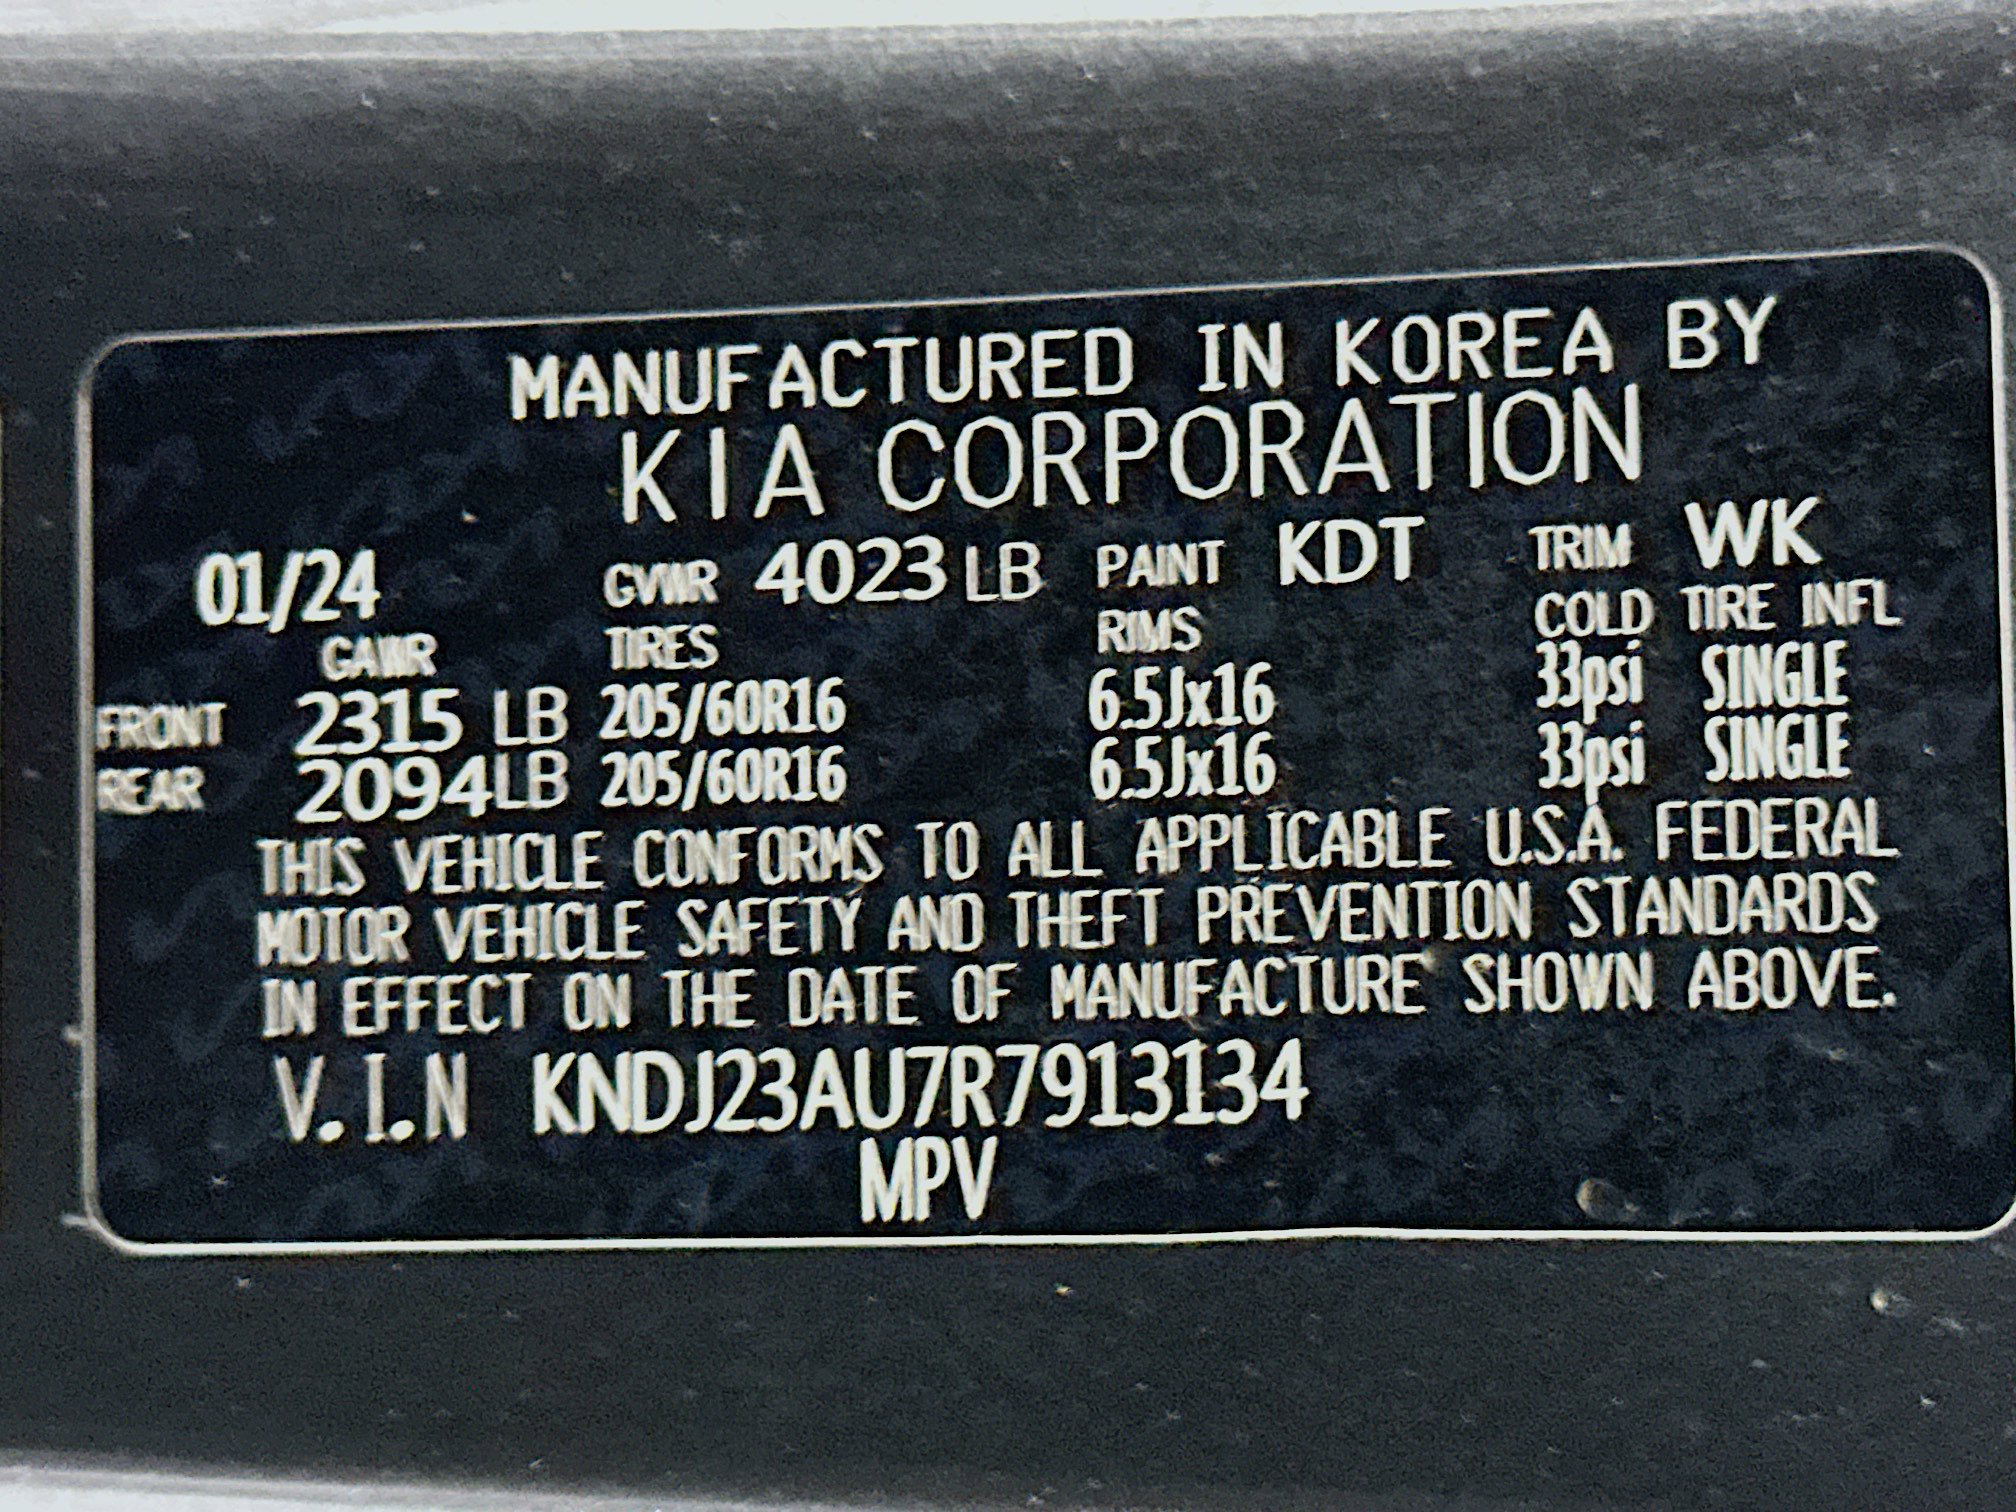 MANUFACTURED IN KOREA BY
KIA CORPORATION
01/24 GVWR 4023 LB PAINT KDT TRIM WK
GAWR TIRES RIMS COLD TIRE INFL
FRONT 2315 LB 205/60R16 6.5Jx16 33psi SINGLE
REAR 2094 LB 205/60R16 6.5Jx16 33psi SINGLE
THIS VEHICLE CONFORMS TO ALL APPLICABLE U.S.A. FEDERAL
MOTOR VEHICLE SAFETY AND THEFT PREVENTION STANDARDS
IN EFFECT ON THE DATE OF MANUFACTURE SHOWN ABOVE.
V.I.N KNDJ23AU7R7913134
MPV